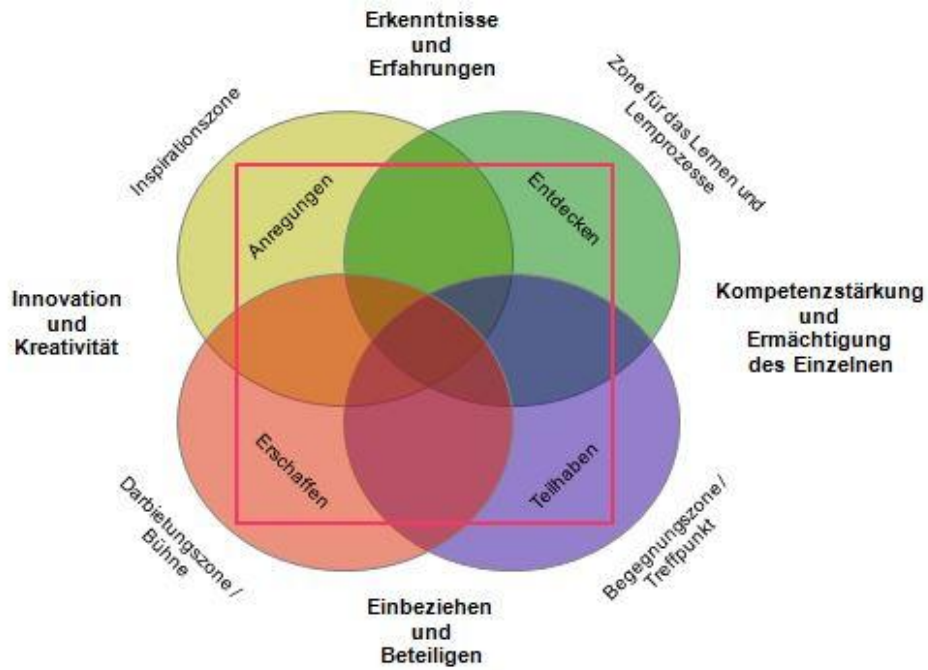 Erkenntnisse
und
Erfahrungen
Inspirationszone
Zone für das Lernen und
Lernprozesse
Anregungen
Entdecken
Innovation
und
Kreativität
Kompetenzstärkung
und
Ermächtigung
des Einzelnen
Erschaffen
Teilhaben
Darbietungszone /
Bühne
Begegnungszone /
Treffpunkt
Einbeziehen
und
Beteiligen